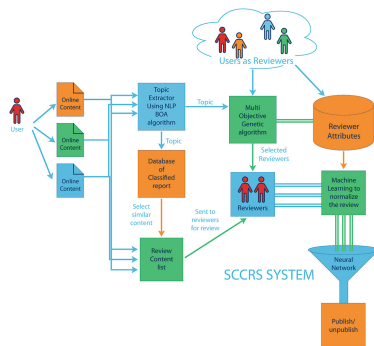 Users as Reviewers
User
Online
Content
Online
Content
Online
Content
Topic
Extractor
Using NLP
BOA
algorithm
Topic
Multi
Objective
Genetic
algorithm
Reviewer
Attributes
Topic
Database
of
Classified
report
Selected
Reviewers
Reviewers
Machine
Learning to
normalize
the review
Select
similar
content
Sent to
reviewers
for review
Review
Content
list
SCCRS SYSTEM
Neural
Network
Publish/
unpublish